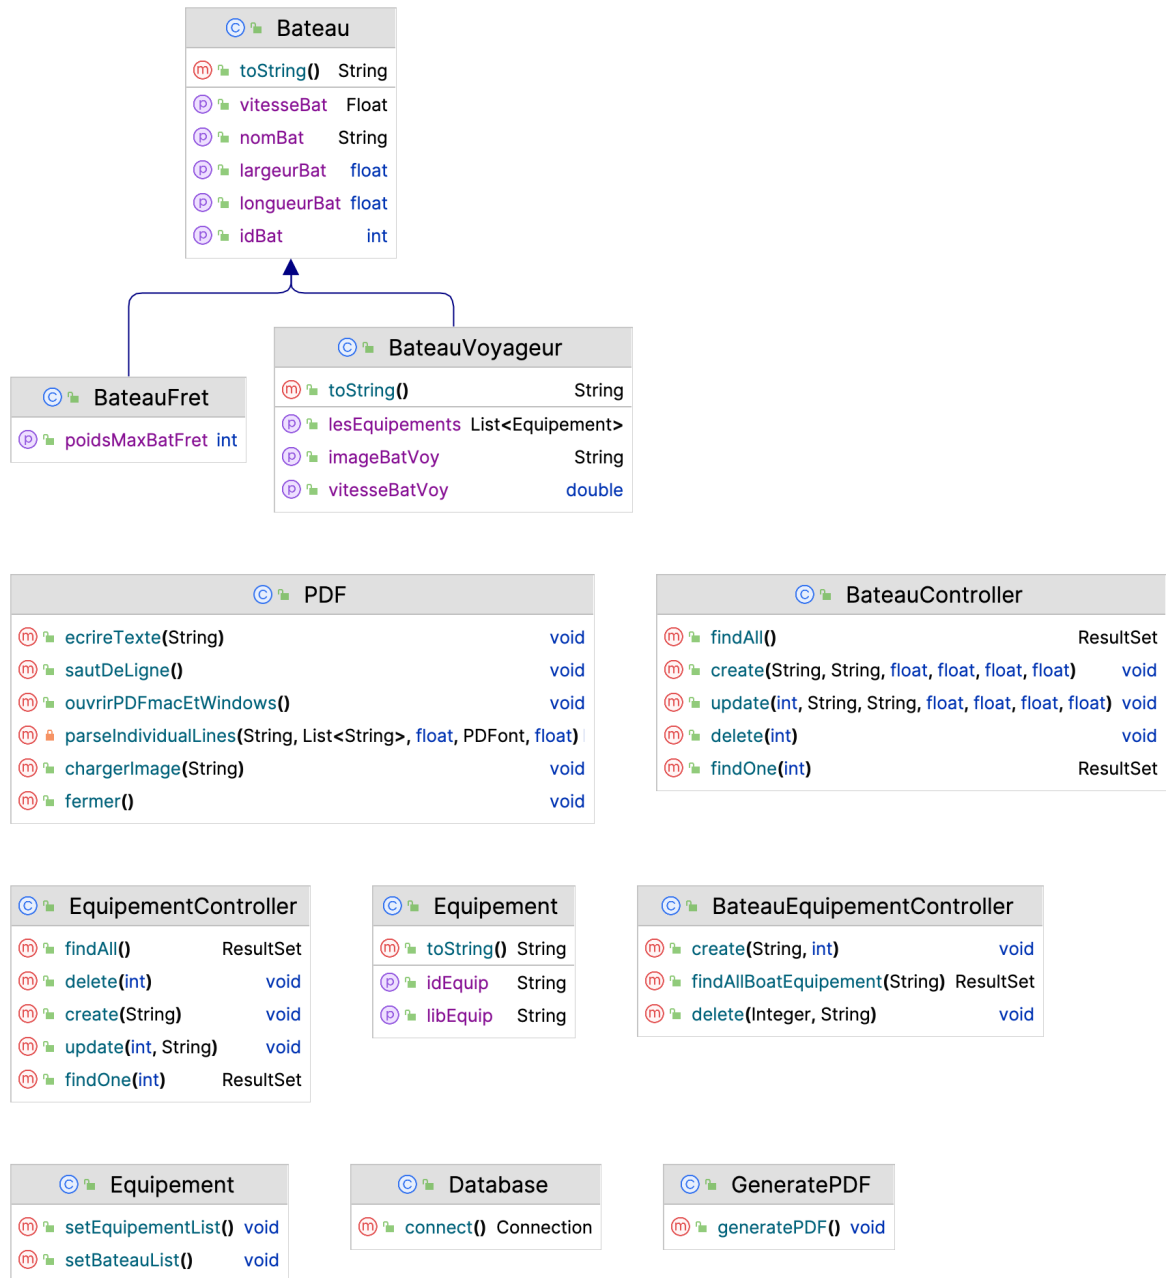 Bateau
toString() String
vitesseBat Float
nomBat String
largeurBat float
longueurBat float
idBat int
BateauFret
poidsMaxBatFret int
BateauVoyageur
toString() String
lesEquipements List<Equipement>
imageBatVoy String
vitesseBatVoy double
PDF
ecrireTexte(String) void
sautDeLigne() void
ouvrirPDFmacEtWindows() void
parseIndividualLines(String, List<String>, float, PDFont, float)
chargerImage(String) void
fermer() void
BateauController
findAll() ResultSet
create(String, String, float, float, float, float) void
update(int, String, String, float, float, float, float) void
delete(int) void
findOne(int) ResultSet
EquipementController
findAll() ResultSet
delete(int) void
create(String) void
update(int, String) void
findOne(int) ResultSet
Equipement
toString() String
idEquip String
libEquip String
BateauEquipementController
create(String, int) void
findAllBoatEquipement(String) ResultSet
delete(Integer, String) void
Equipement
setEquipementList() void
setBateauList() void
Database
connect() Connection
GeneratePDF
generatePDF() void